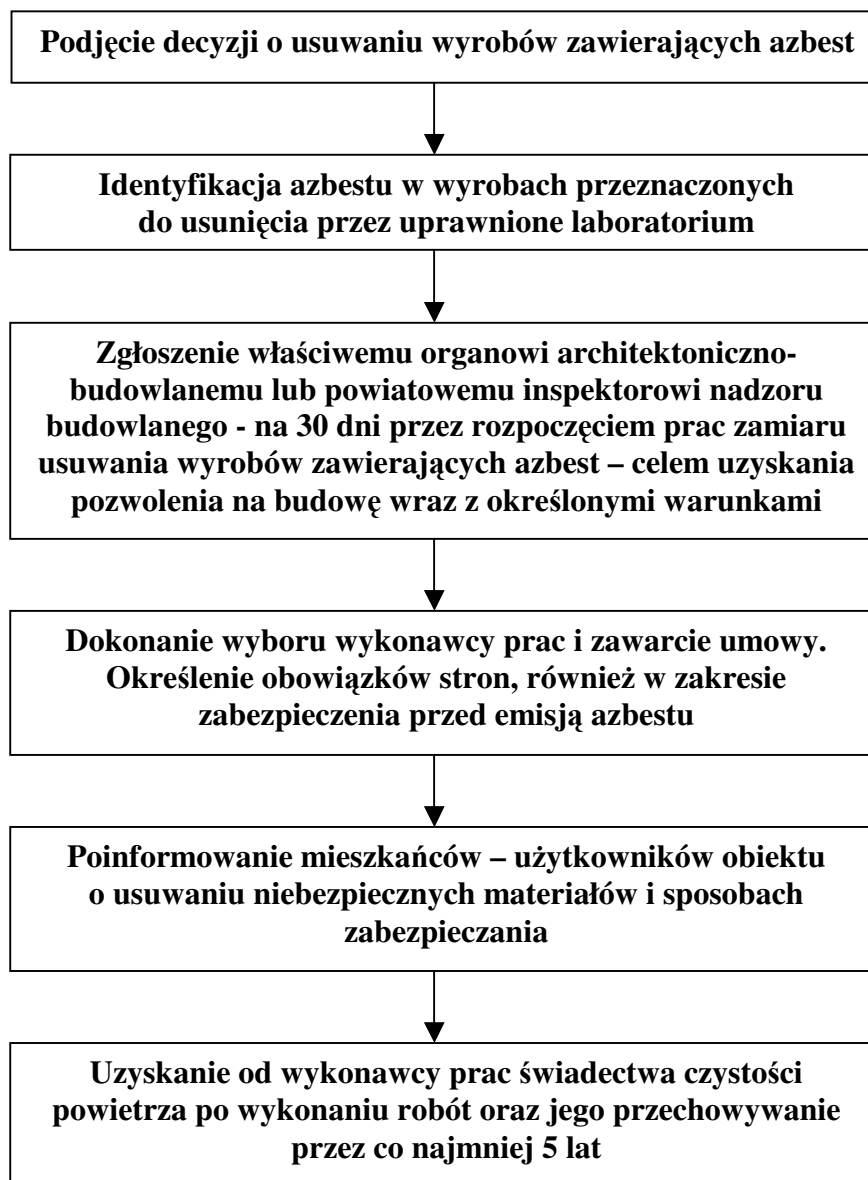 Podjęcie decyzji o usuwaniu wyrobów zawierających azbest
Identyfikacja azbestu w wyrobach przeznaczonych
do usunięcia przez uprawnione laboratorium
Zgłoszenie właściwemu organowi architektoniczno-
budowlanemu lub powiatowemu inspektorowi nadzoru
budowlanego - na 30 dni przez rozpoczęciem prac zamiaru
usuwania wyrobów zawierających azbest – celem uzyskania
pozwolenia na budowę wraz z określonymi warunkami
Dokonanie wyboru wykonawcy prac i zawarcie umowy.
Określenie obowiązków stron, również w zakresie
zabezpieczenia przed emisją azbestu
Poinformowanie mieszkańców – użytkowników obiektu
o usuwaniu niebezpiecznych materiałów i sposobach
zabezpieczania
Uzyskanie od wykonawcy prac świadectwa czystości
powietrza po wykonaniu robót oraz jego przechowywanie
przez co najmniej 5 lat